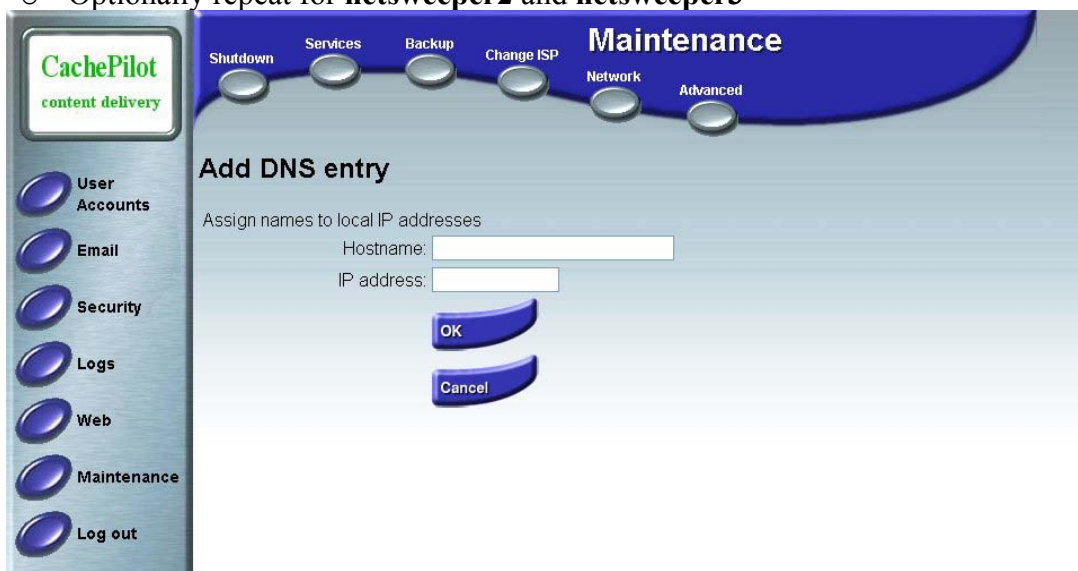 o Optionally repeat for netsweeper2 and netsweeper3
CachePilot
content delivery
Shutdown
Services
Backup
Change ISP
Maintenance
Network
Advanced
User
Accounts
Email
Security
Logs
Web
Maintenance
Log out
Add DNS entry
Assign names to local IP addresses
Hostname:
IP address:
OK
Cancel